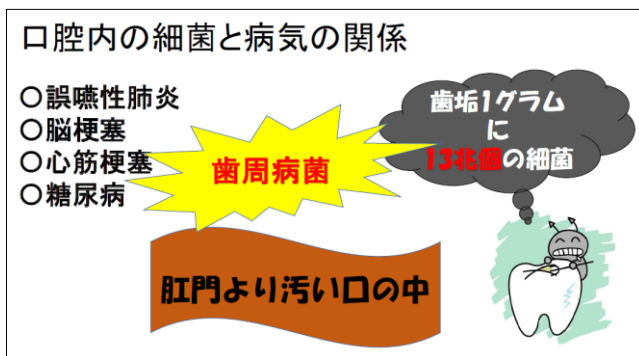 口腔内の細菌と病気の関係
○誤嚥性肺炎
○脳梗塞
○心筋梗塞
○糖尿病
歯周病菌
歯垢1グラム
に
13兆個の細菌
肛門より汚い口の中